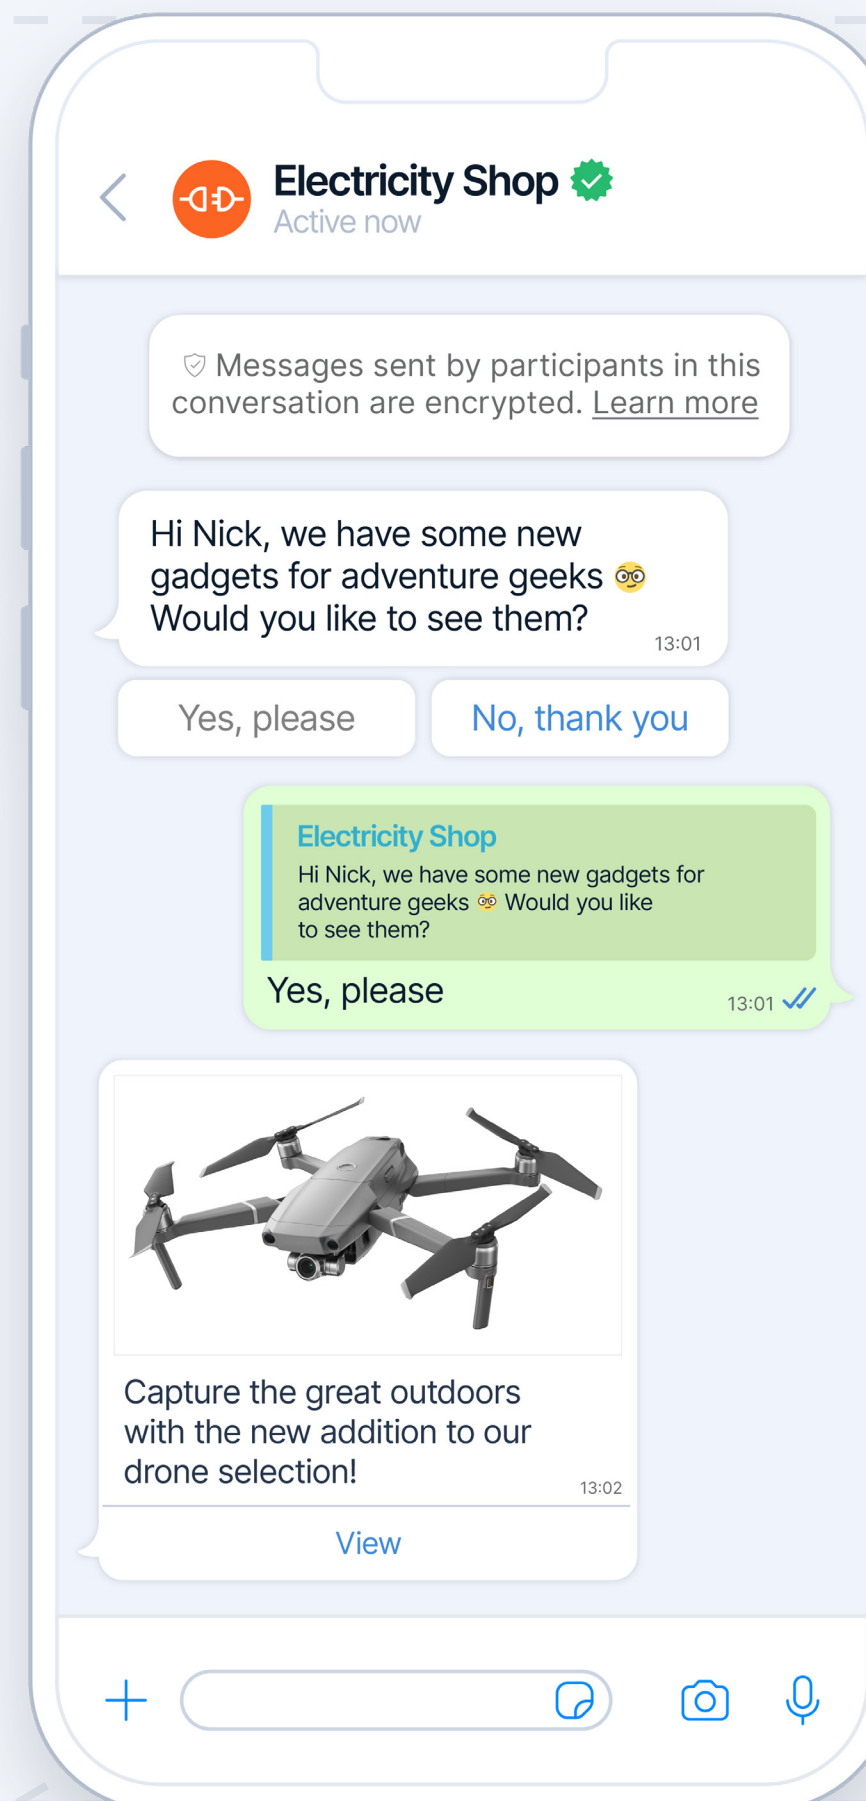 Electricity Shop
Active now
Messages sent by participants in this
conversation are encrypted. Learn more
Hi Nick, we have some new
gadgets for adventure geeks 🤓
Would you like to see them?
13:01
Yes, please
No, thank you
Electricity Shop
Hi Nick, we have some new gadgets for
adventure geeks 🤓 Would you like
to see them?
Yes, please
13:01
Capture the great outdoors
with the new addition to our
drone selection!
13:02
View